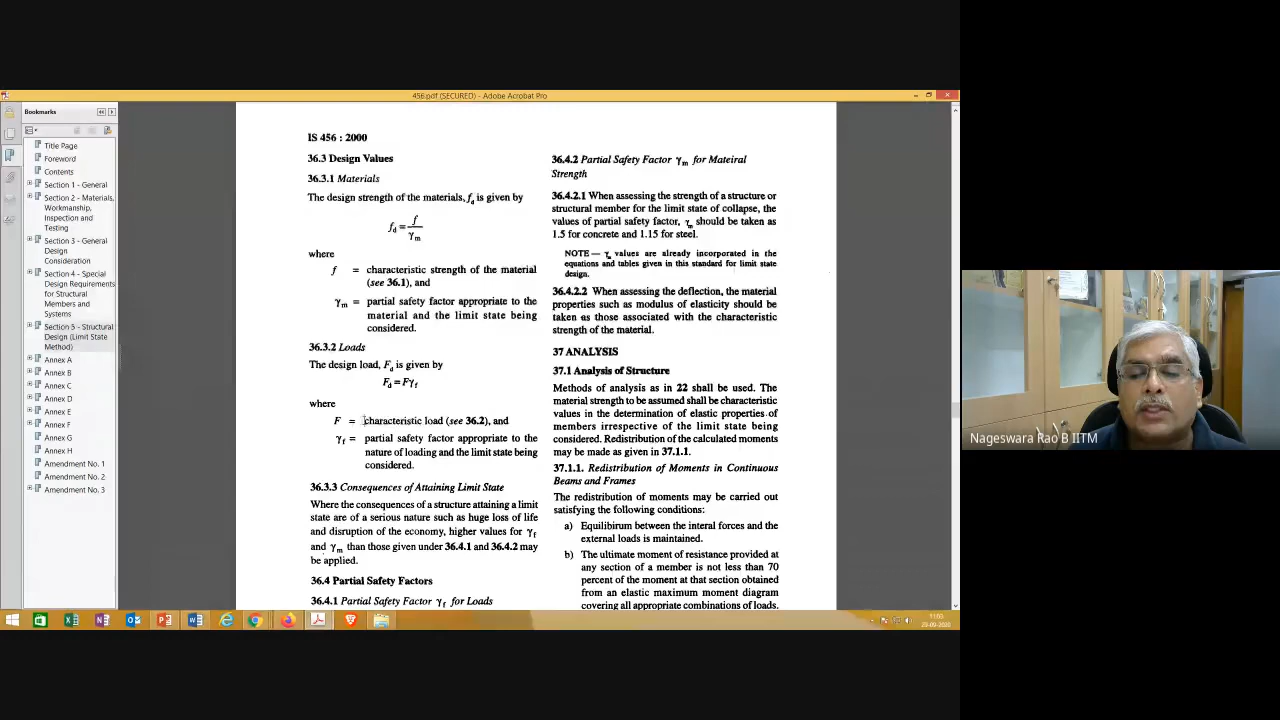 456.pdf (SECURED) - Adobe Acrobat Pro
Bookmarks
Title Page
Foreword
Contents
Section 1 - General
Section 2 - Materials,
Workmanship,
Inspection and
Testing
Section 3 - General
Design
Consideration
Section 4 - Special
Design Requirements
for Structural
Members and
Systems
Section 5 - Structural
Design (Limit State
Method)
Annex A
Annex B
Annex C
Annex D
Annex E
Annex F
Annex G
Annex H
Amendment No. 1
Amendment No. 2
Amendment No. 3
IS 456 : 2000
36.3 Design Values
36.3.1 Materials
The design strength of the materials, fd is given by
fd = f / γm
where
f = characteristic strength of the material
(see 36.1), and
γm = partial safety factor appropriate to the
material and the limit state being
considered.
36.3.2 Loads
The design load, Fd is given by
Fd = Fγf
where
F = characteristic load (see 36.2), and
γf = partial safety factor appropriate to the
nature of loading and the limit state being
considered.
36.3.3 Consequences of Attaining Limit State
Where the consequences of a structure attaining a limit
state are of a serious nature such as huge loss of life
and disruption of the economy, higher values for γf
and γm than those given under 36.4.1 and 36.4.2 may
be applied.
36.4 Partial Safety Factors
36.4.1 Partial Safety Factor γf for Loads
36.4.2 Partial Safety Factor γm for Mateiral
Strength
36.4.2.1 When assessing the strength of a structure or
structural member for the limit state of collapse, the
values of partial safety factor, γm should be taken as
1.5 for concrete and 1.15 for steel.
NOTE — γm values are already incorporated in the
equations and tables given in this standard for limit state
design.
36.4.2.2 When assessing the deflection, the material
properties such as modulus of elasticity should be
taken as those associated with the characteristic
strength of the material.
37 ANALYSIS
37.1 Analysis of Structure
Methods of analysis as in 22 shall be used. The
material strength to be assumed shall be characteristic
values in the determination of elastic properties of
members irrespective of the limit state being
considered. Redistribution of the calculated moments
may be made as given in 37.1.1.
37.1.1. Redistribution of Moments in Continuous
Beams and Frames
The redistribution of moments may be carried out
satisfying the following conditions:
a) Equilibirum between the interal forces and the
external loads is maintained.
b) The ultimate moment of resistance provided at
any section of a member is not less than 70
percent of the moment at that section obtained
from an elastic maximum moment diagram
covering all appropriate combinations of loads.
Nageswara Rao B IITM